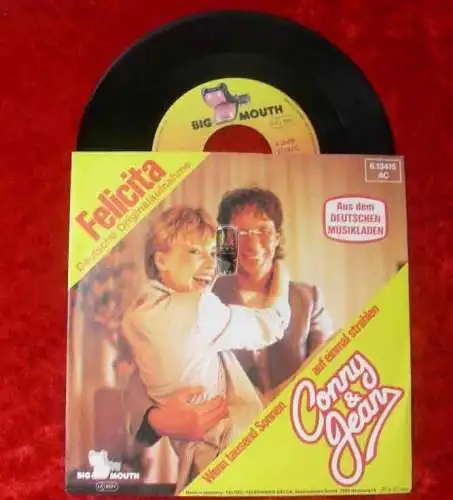 BIG MOUTH
Felicita
Deutsche Originalaufnahme
6.13415
AC
Aus dem
DEUTSCHEN
MUSIKLADEN
Wenn tausend Sonnen
auf einmal strahlen
Conny
& Jean
BIG MOUTH